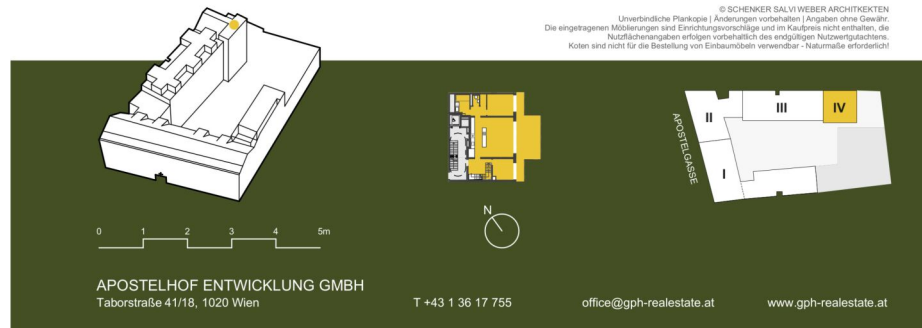 © SCHENKER SALVI WEBER ARCHITKEKTEN
Unverbindliche Plankopie | Änderungen vorbehalten | Angaben ohne Gewähr.
Die eingetragenen Möblierungen sind Einrichtungsvorschläge und im Kaufpreis nicht enthalten, die
Nutzflächenangaben erfolgen vorbehaltlich des endgültigen Nutzwertgutachtens.
Koten sind nicht für die Bestellung von Einbaumöbeln verwendbar - Naturmaße erforderlich!
II
III
IV
APOSTELGASSE
I
N
0 1 2 3 4 5m
APOSTELHOF ENTWICKLUNG GMBH
Taborstraße 41/18, 1020 Wien
T +43 1 36 17 755
office@gph-realestate.at
www.gph-realestate.at